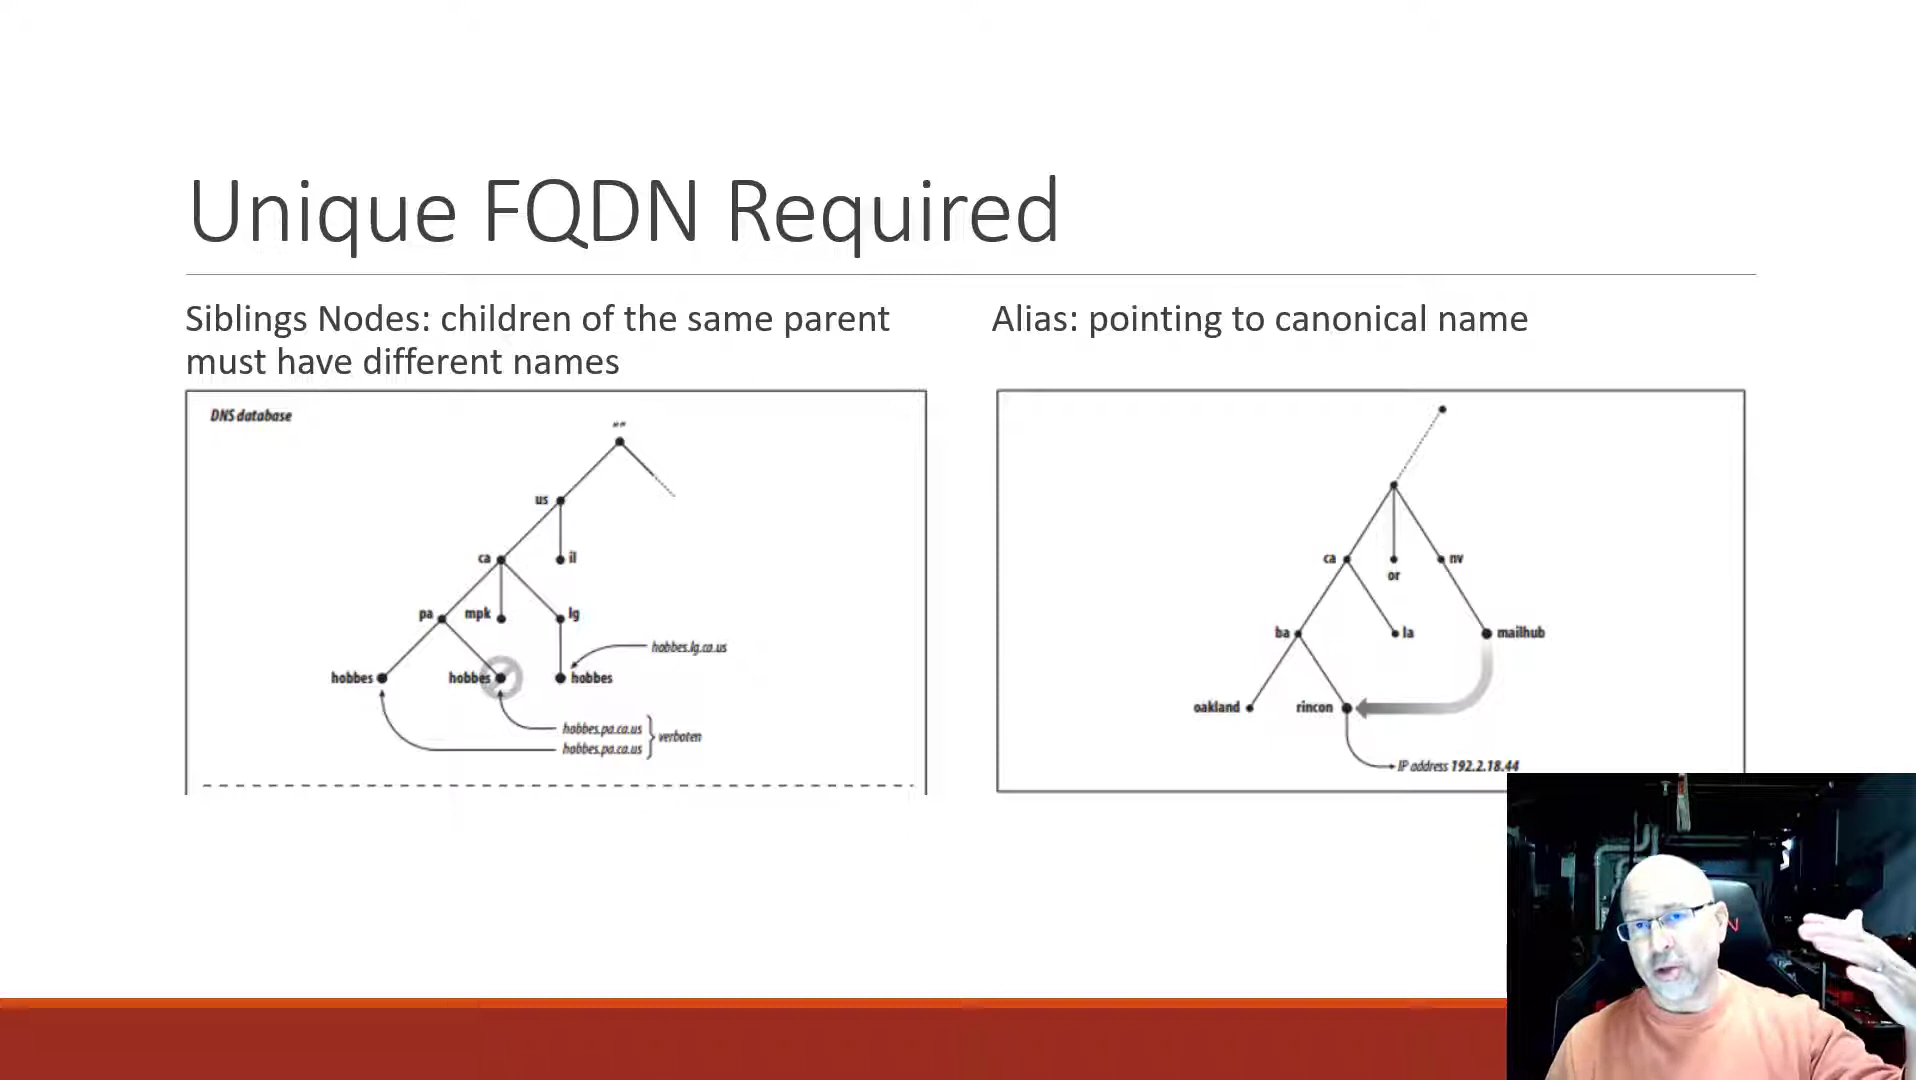 Unique FQDN Required
Siblings Nodes: children of the same parent
must have different names
DNS database
""
us
ca
il
pa
mpk
lg
hobbes.lg.ca.us
hobbes
hobbes
hobbes
hobbes.pa.ca.us
hobbes.pa.ca.us
verboten
Alias: pointing to canonical name
ca
or
nv
ba
la
mailhub
oakland
rincon
IP address 192.2.18.44